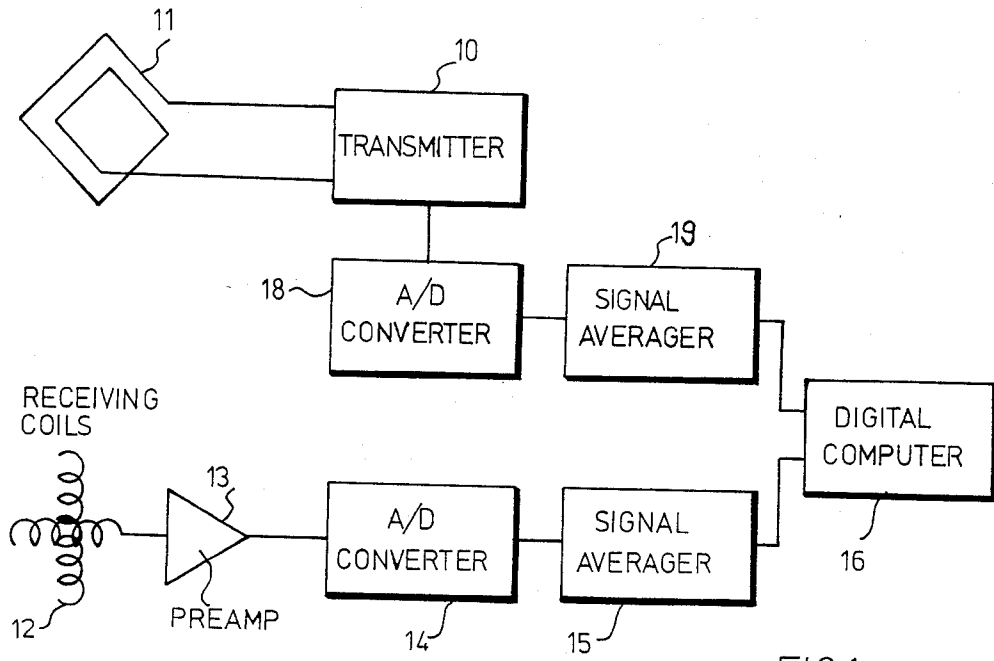 11
10
TRANSMITTER
19
18
A/D
CONVERTER
SIGNAL
AVERAGER
RECEIVING
COILS
DIGITAL
COMPUTER
13
A/D
CONVERTER
SIGNAL
AVERAGER
16
12
PREAMP
14
15